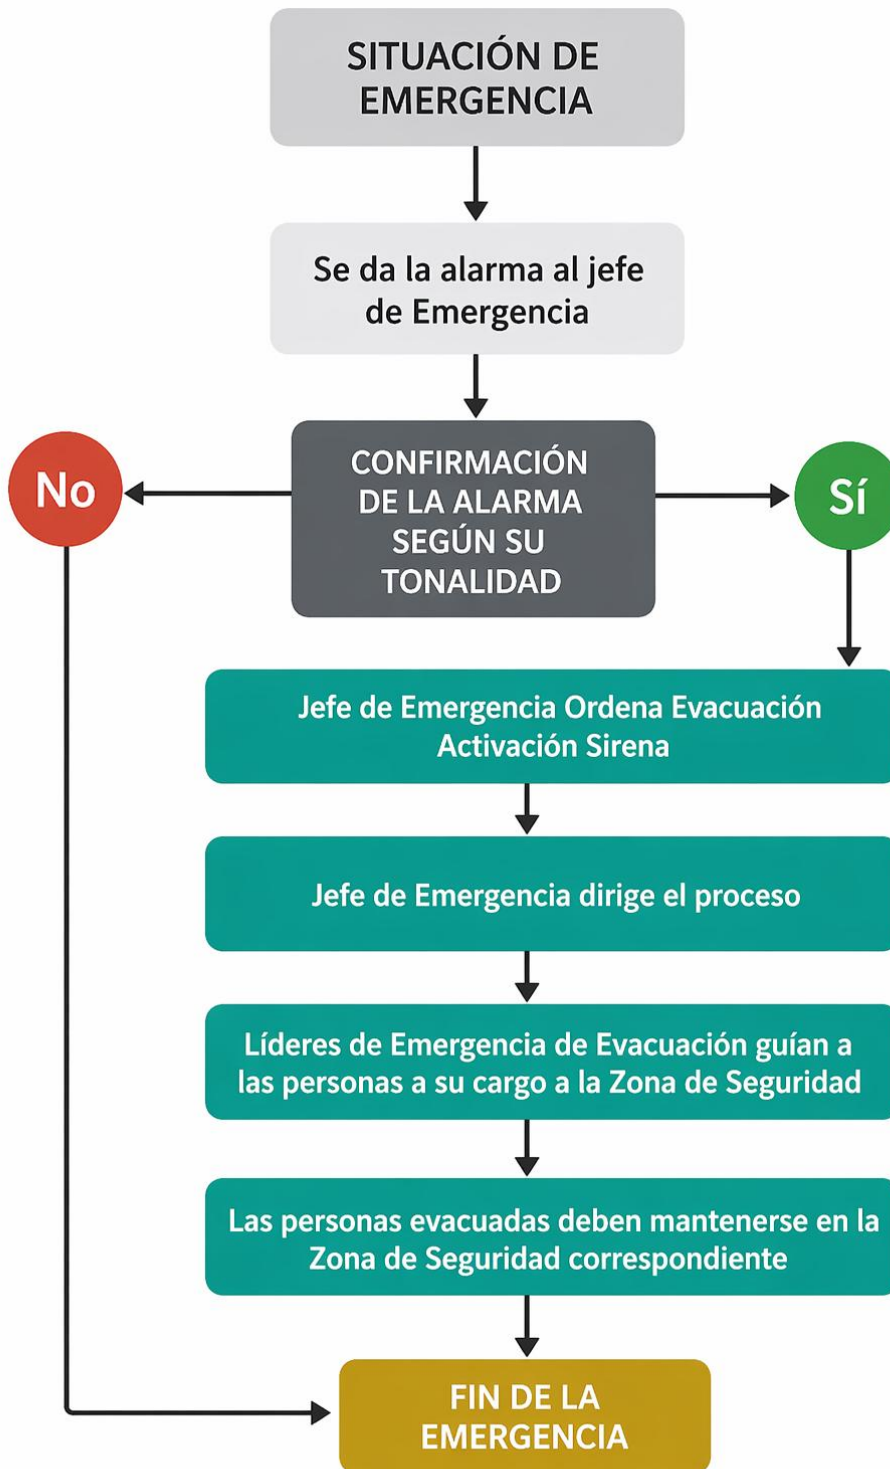 SITUACIÓN DE
EMERGENCIA
Se da la alarma al jefe
de Emergencia
No
CONFIRMACIÓN
DE LA ALARMA
SEGÚN SU
TONALIDAD
Sí
Jefe de Emergencia Ordena Evacuación
Activación Sirena
Jefe de Emergencia dirige el proceso
Líderes de Emergencia de Evacuación guían a
las personas a su cargo a la Zona de Seguridad
Las personas evacuadas deben mantenerse en la
Zona de Seguridad correspondiente
FIN DE LA
EMERGENCIA